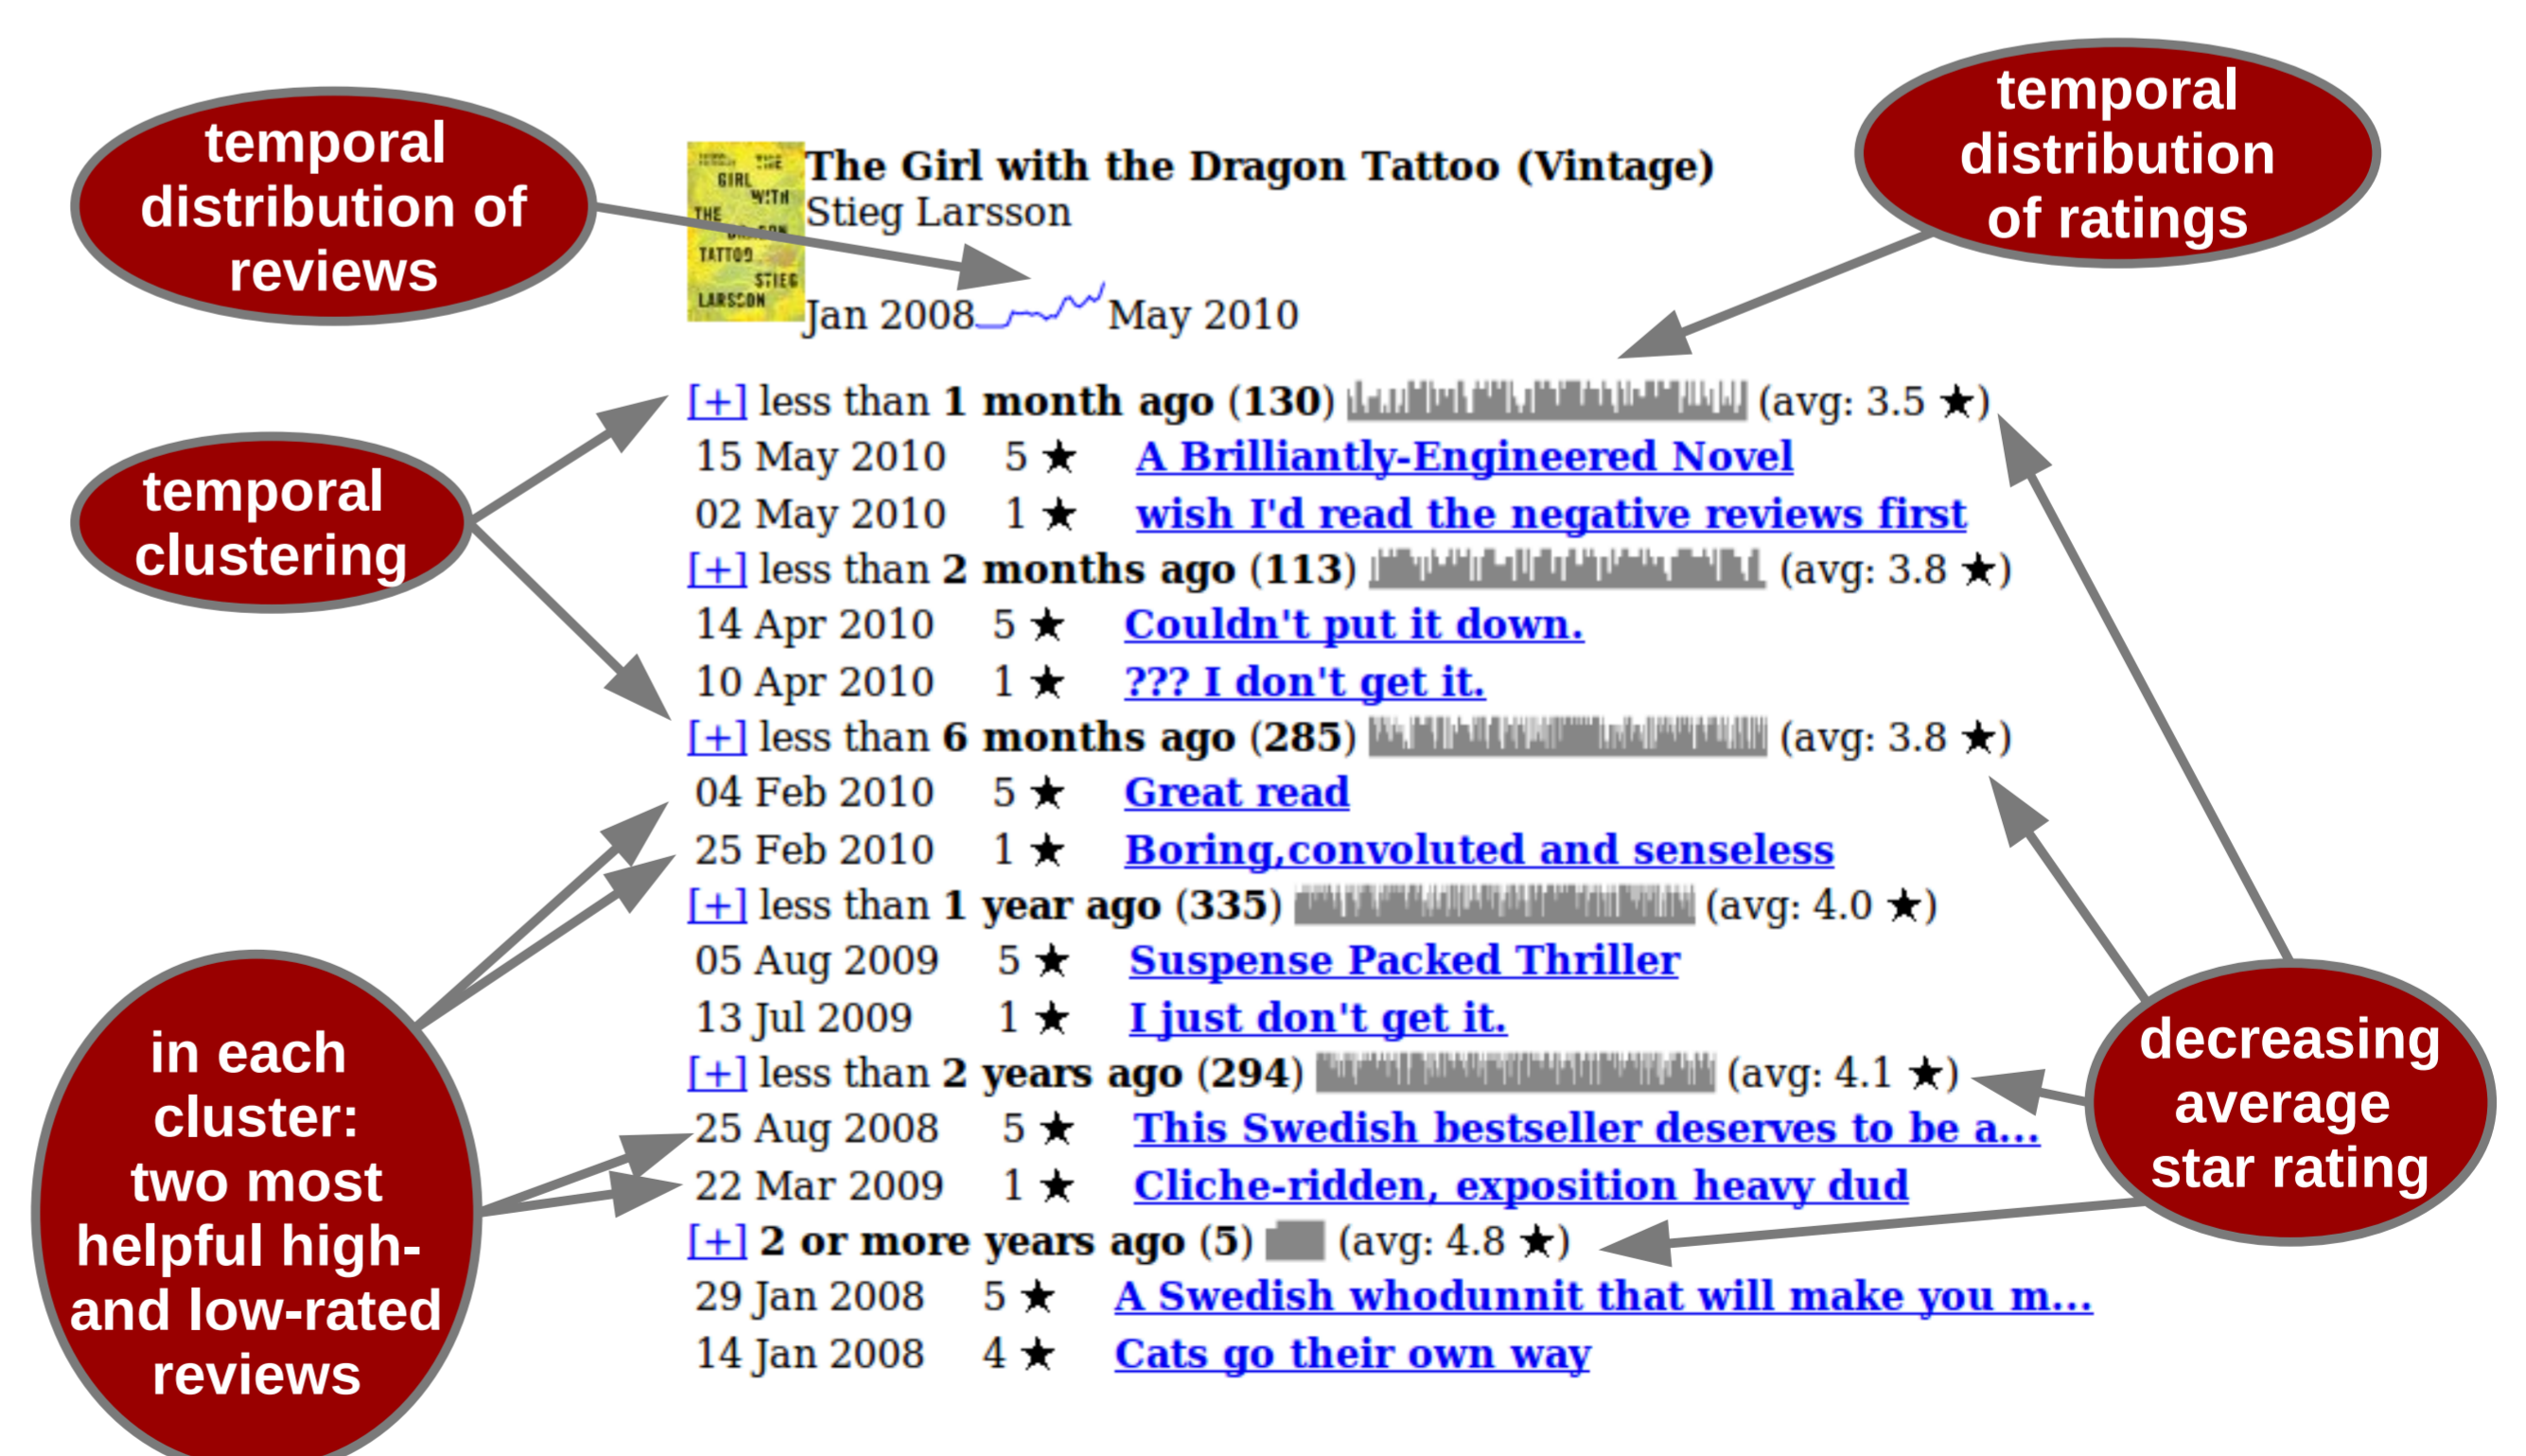 temporal
distribution of
reviews
temporal
distribution
of ratings
THE
GIRL
WITH
THE
DRAGON
TATTOO
STIEG
LARSSON
The Girl with the Dragon Tattoo (Vintage)
Stieg Larsson
Jan 2008 May 2010
temporal
clustering
[+] less than 1 month ago (130) (avg: 3.5 ★)
15 May 2010 5 ★ A Brilliantly-Engineered Novel
02 May 2010 1 ★ wish I'd read the negative reviews first
[+] less than 2 months ago (113) (avg: 3.8 ★)
14 Apr 2010 5 ★ Couldn't put it down.
10 Apr 2010 1 ★ ??? I don't get it.
[+] less than 6 months ago (285) (avg: 3.8 ★)
04 Feb 2010 5 ★ Great read
25 Feb 2010 1 ★ Boring,convoluted and senseless
[+] less than 1 year ago (335) (avg: 4.0 ★)
05 Aug 2009 5 ★ Suspense Packed Thriller
13 Jul 2009 1 ★ I just don't get it.
[+] less than 2 years ago (294) (avg: 4.1 ★)
25 Aug 2008 5 ★ This Swedish bestseller deserves to be a...
22 Mar 2009 1 ★ Cliche-ridden, exposition heavy dud
[+] 2 or more years ago (5) (avg: 4.8 ★)
29 Jan 2008 5 ★ A Swedish whodunnit that will make you m...
14 Jan 2008 4 ★ Cats go their own way
in each
cluster:
two most
helpful high-
and low-rated
reviews
decreasing
average
star rating